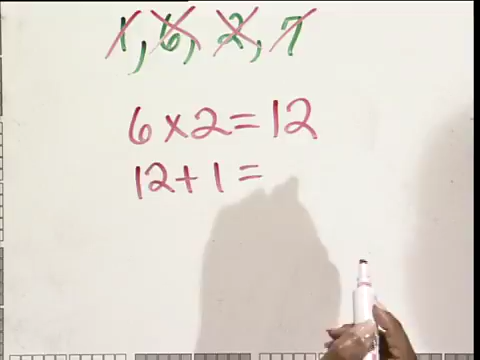 1, 6, 2, 7
6 x 2 = 12
12 + 1 =